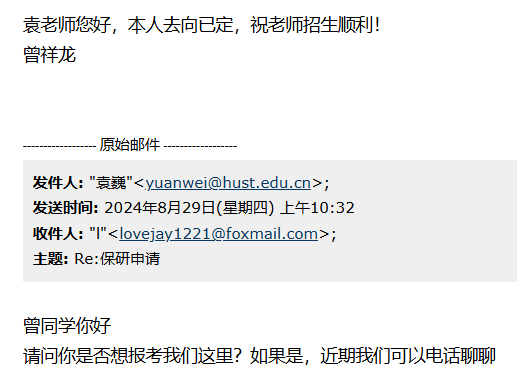 袁老师您好，本人去向已定，祝老师招生顺利！
曾祥龙
------------------ 原始邮件 ------------------
发件人: "袁巍"<yuanwei@hust.edu.cn>;
发送时间: 2024年8月29日(星期四) 上午10:32
收件人: "l"<lovejay1221@foxmail.com>;
主题: Re:保研申请
曾同学你好
请问你是否想报考我们这里？如果是，近期我们可以电话聊聊